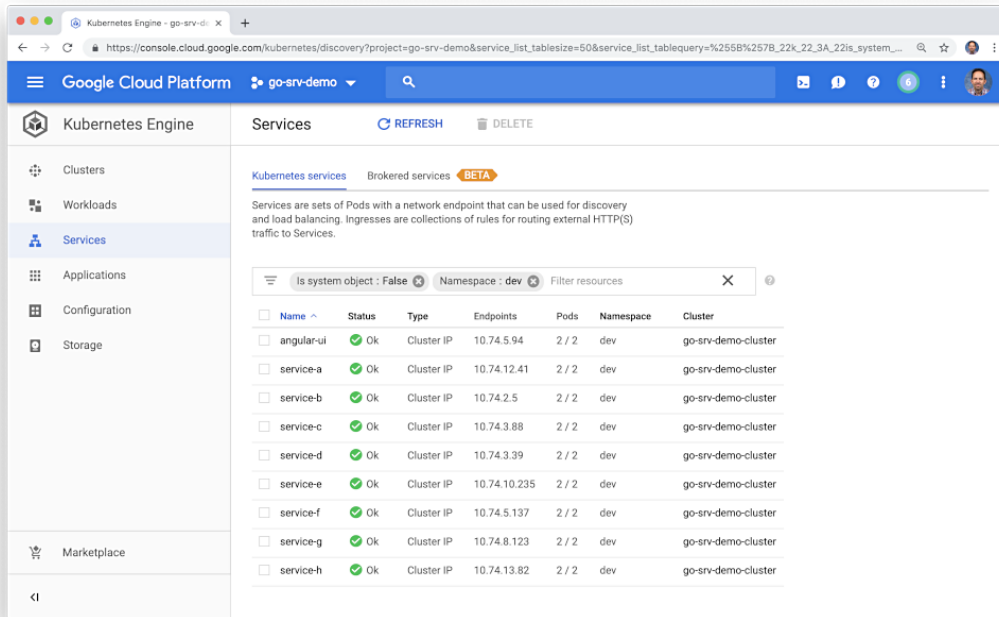 Kubernetes Engine - go-srv-de
https://console.cloud.google.com/kubernetes/discovery?project=go-srv-demo&service_list_tablesize=50&service_list_tablequery=%255B%257B_22k_22_3A_22is_system_...
Google Cloud Platform go-srv-demo 6
Kubernetes Engine
Services REFRESH DELETE
Clusters
Workloads
Services
Applications
Configuration
Storage
Marketplace
Kubernetes services Brokered services BETA
Services are sets of Pods with a network endpoint that can be used for discovery
and load balancing. Ingresses are collections of rules for routing external HTTP(S)
traffic to Services.
Is system object : False Namespace : dev Filter resources
Name Status Type Endpoints Pods Namespace Cluster
angular-ui Ok Cluster IP 10.74.5.94 2 / 2 dev go-srv-demo-cluster
service-a Ok Cluster IP 10.74.12.41 2 / 2 dev go-srv-demo-cluster
service-b Ok Cluster IP 10.74.2.5 2 / 2 dev go-srv-demo-cluster
service-c Ok Cluster IP 10.74.3.88 2 / 2 dev go-srv-demo-cluster
service-d Ok Cluster IP 10.74.3.39 2 / 2 dev go-srv-demo-cluster
service-e Ok Cluster IP 10.74.10.235 2 / 2 dev go-srv-demo-cluster
service-f Ok Cluster IP 10.74.5.137 2 / 2 dev go-srv-demo-cluster
service-g Ok Cluster IP 10.74.8.123 2 / 2 dev go-srv-demo-cluster
service-h Ok Cluster IP 10.74.13.82 2 / 2 dev go-srv-demo-cluster